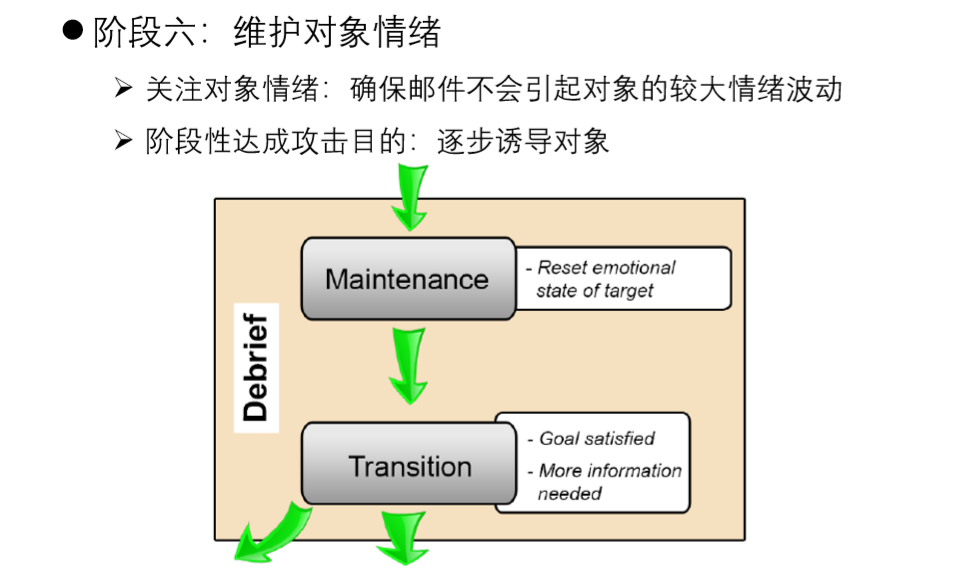 阶段六：维护对象情绪
关注对象情绪：确保邮件不会引起对象的较大情绪波动
阶段性达成攻击目的：逐步诱导对象
Debrief
Maintenance
- Reset emotional
state of target
Transition
- Goal satisfied
- More information
needed